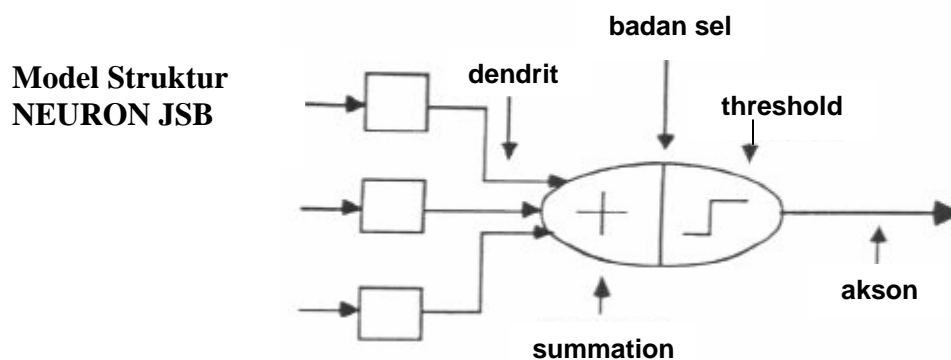 badan sel
Model Struktur
NEURON JSB
dendrit
threshold
akson
summation